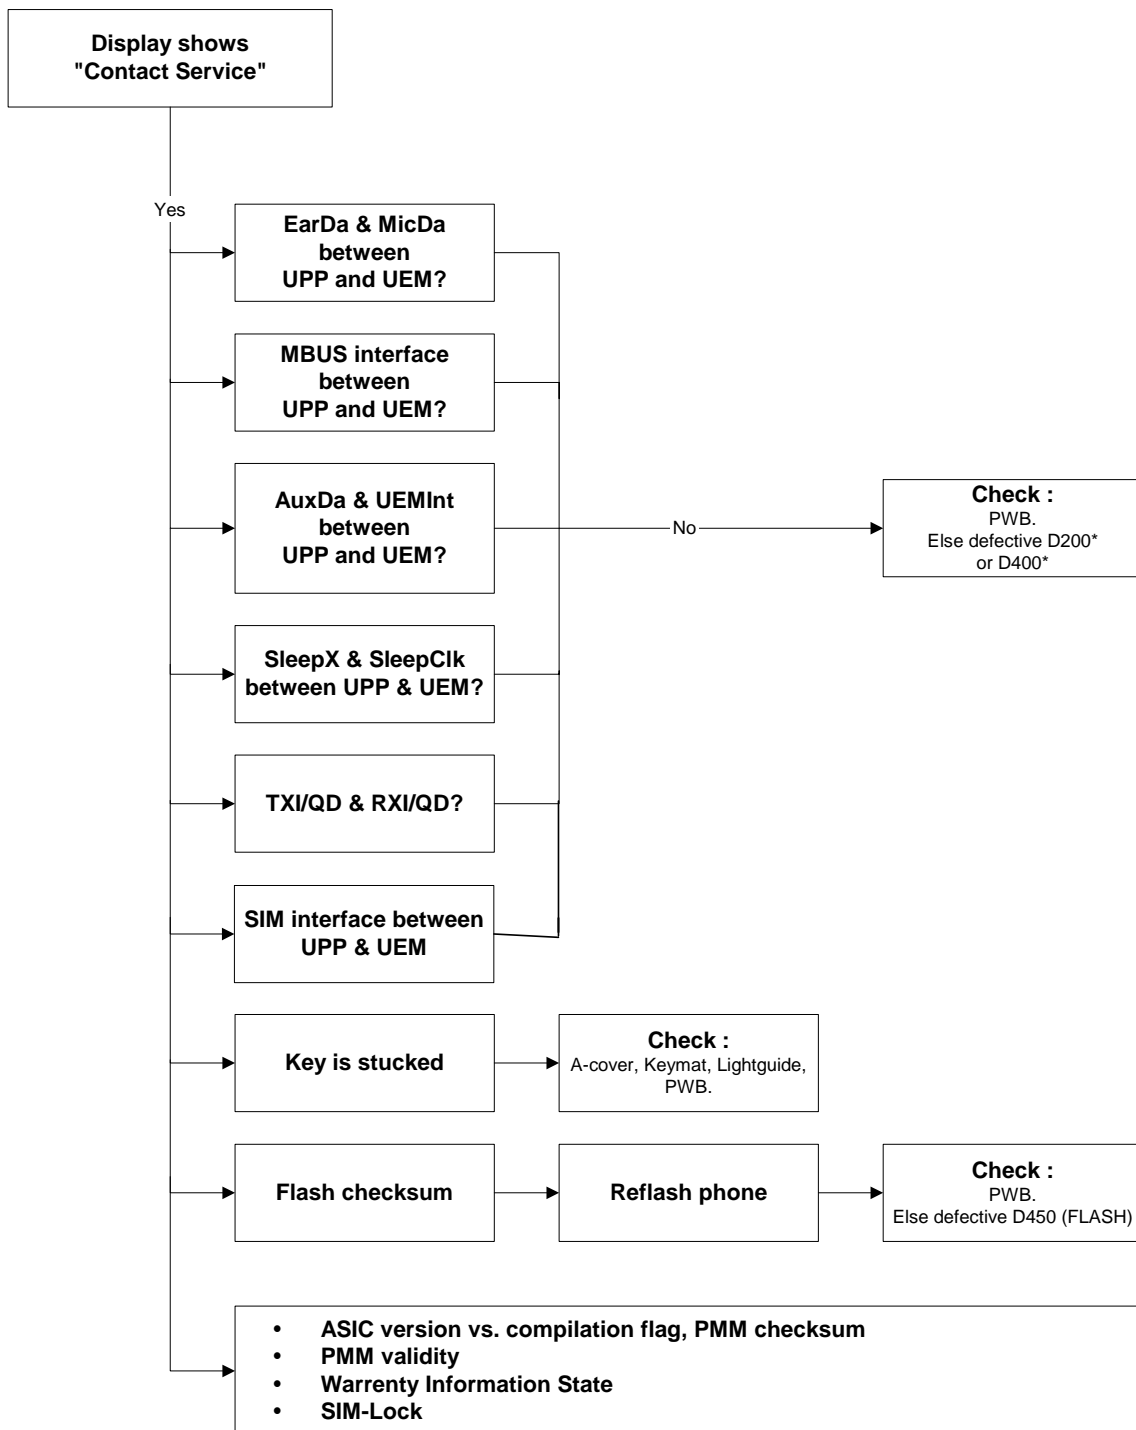 Display shows
"Contact Service"
Yes
EarDa & MicDa
between
UPP and UEM?
MBUS interface
between
UPP and UEM?
AuxDa & UEMInt
between
UPP and UEM?
No
Check :
PWB.
Else defective D200*
or D400*
SleepX & SleepClk
between UPP & UEM?
TXI/QD & RXI/QD?
SIM interface between
UPP & UEM
Key is stucked
Check :
A-cover, Keymat, Lightguide,
PWB.
Flash checksum
Reflash phone
Check :
PWB.
Else defective D450 (FLASH)
• ASIC version vs. compilation flag, PMM checksum
• PMM validity
• Warrenty Information State
• SIM-Lock